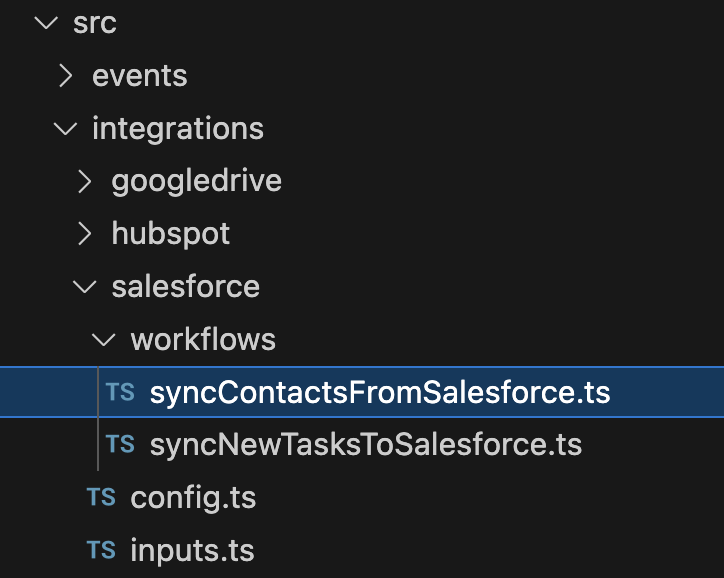 src
events
integrations
googledrive
hubspot
salesforce
workflows
TS syncContactsFromSalesforce.ts
TS syncNewTasksToSalesforce.ts
TS config.ts
TS inputs.ts